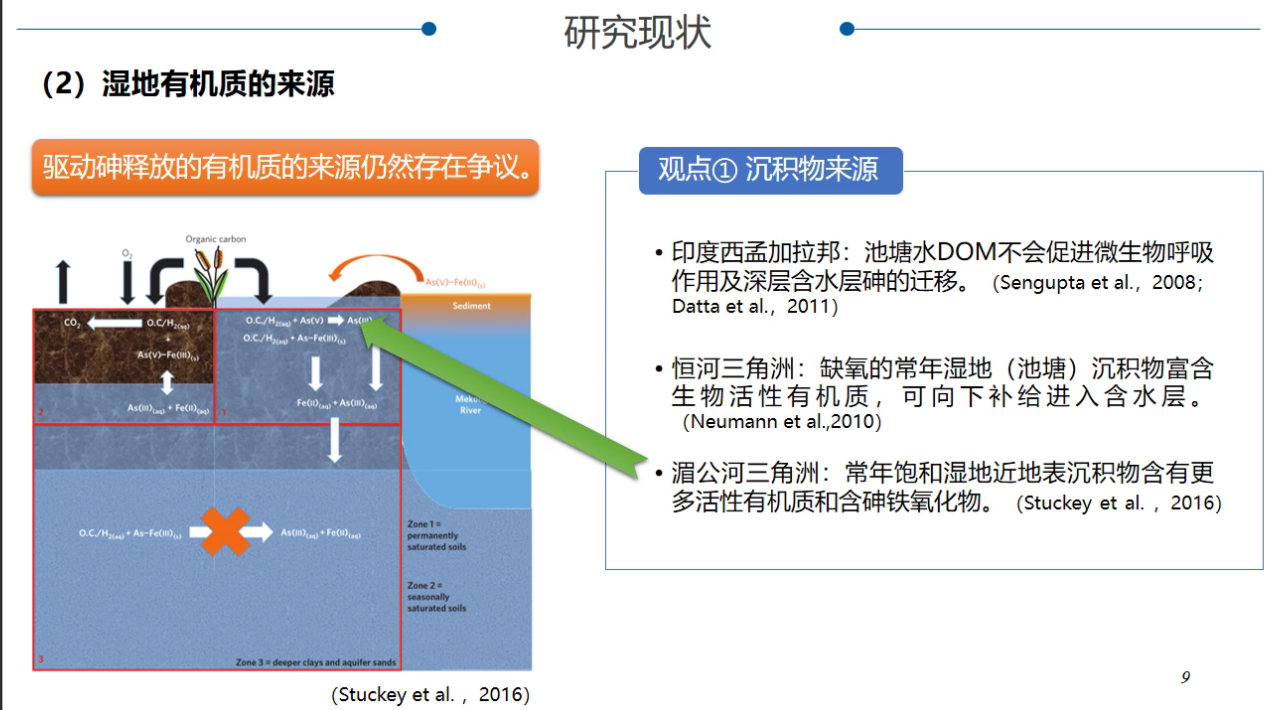 研究现状
（2）湿地有机质的来源
驱动砷释放的有机质的来源仍然存在争议。
Organic carbon
O2
As(V)–Fe(III)(s)
Sediment
CO2
O.C/H2(aq)
+
As(V)–Fe(III)(s)
As(III)(aq) + Fe(II)(aq)
2
O.C./H2(aq) + As(V)
As(III)
O.C./H2(aq) + As–Fe(III)(s)
Fe(II)(aq) + As(III)(aq)
1
River
O.C./H2(aq) + As–Fe(III)(s)
As(III)(aq) + Fe(II)(aq)
Zone 1 =
permanently
saturated soils
Zone 2 =
seasonally
saturated soils
3
Zone 3 = deeper clays and aquifer sands
(Stuckey et al. ，2016)
观点① 沉积物来源
• 印度西孟加拉邦：池塘水DOM不会促进微生物呼吸
作用及深层含水层砷的迁移。（Sengupta et al.，2008；
Datta et al.，2011）
• 恒河三角洲：缺氧的常年湿地（池塘）沉积物富含
生物活性有机质，可向下补给进入含水层。
（Neumann et al.,2010）
• 湄公河三角洲：常年饱和湿地近地表沉积物含有更
多活性有机质和含砷铁氧化物。（Stuckey et al. ，2016）
9